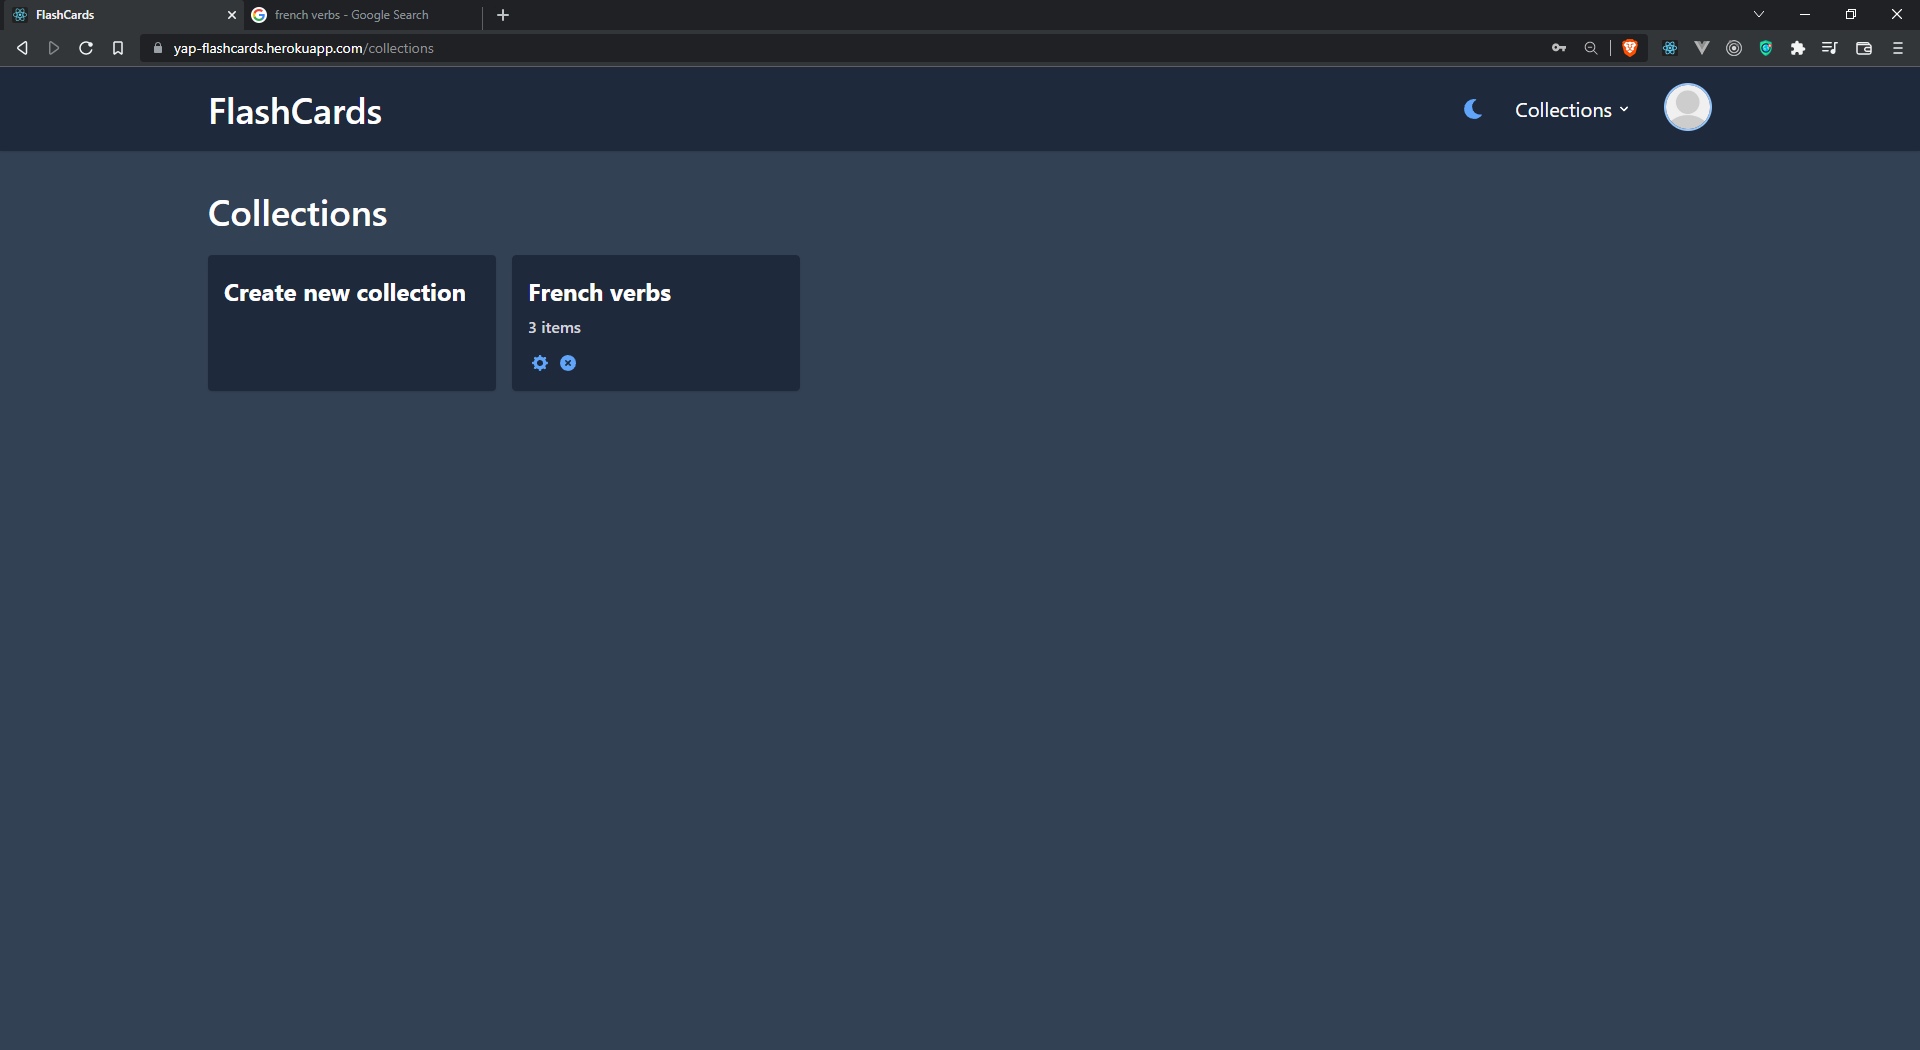 FlashCards
french verbs - Google Search
yap-flashcards.herokuapp.com/collections
FlashCards
Collections
Collections
Create new collection
French verbs
3 items